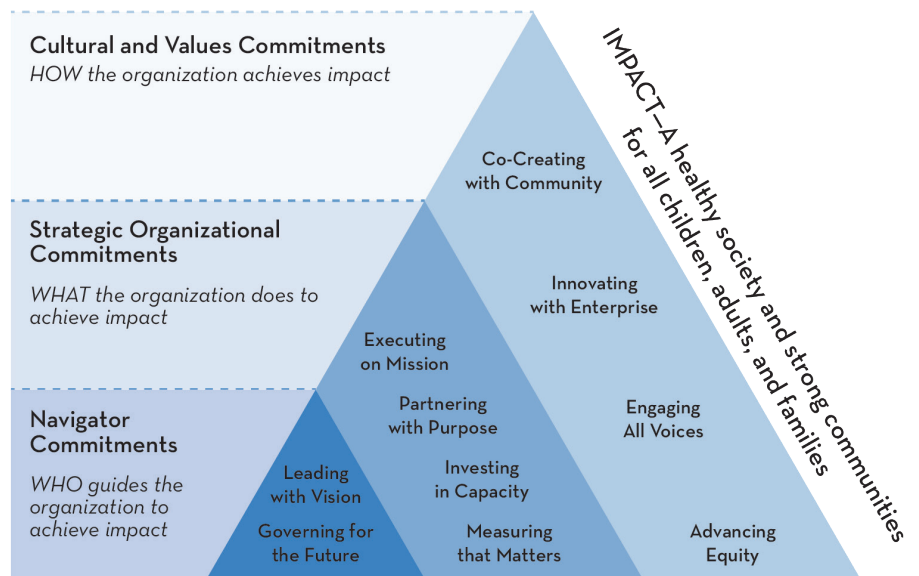 Cultural and Values Commitments
HOW the organization achieves impact
Strategic Organizational
Commitments
WHAT the organization does to
achieve impact
Navigator
Commitments
WHO guides the
organization to
achieve impact
Co-Creating
with Community
Innovating
with Enterprise
Engaging
All Voices
Advancing
Equity
Executing
on Mission
Partnering
with Purpose
Investing
in Capacity
Measuring
that Matters
Leading
with Vision
Governing for
the Future
IMPACT—A healthy society and strong communities
for all children, adults, and families